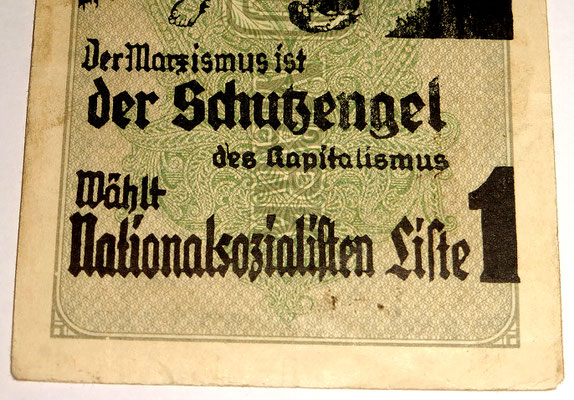 Der Marxismus ist
der Schutzengel
des Kapitalismus
Wählt
Nationalsozialisten Liste 1